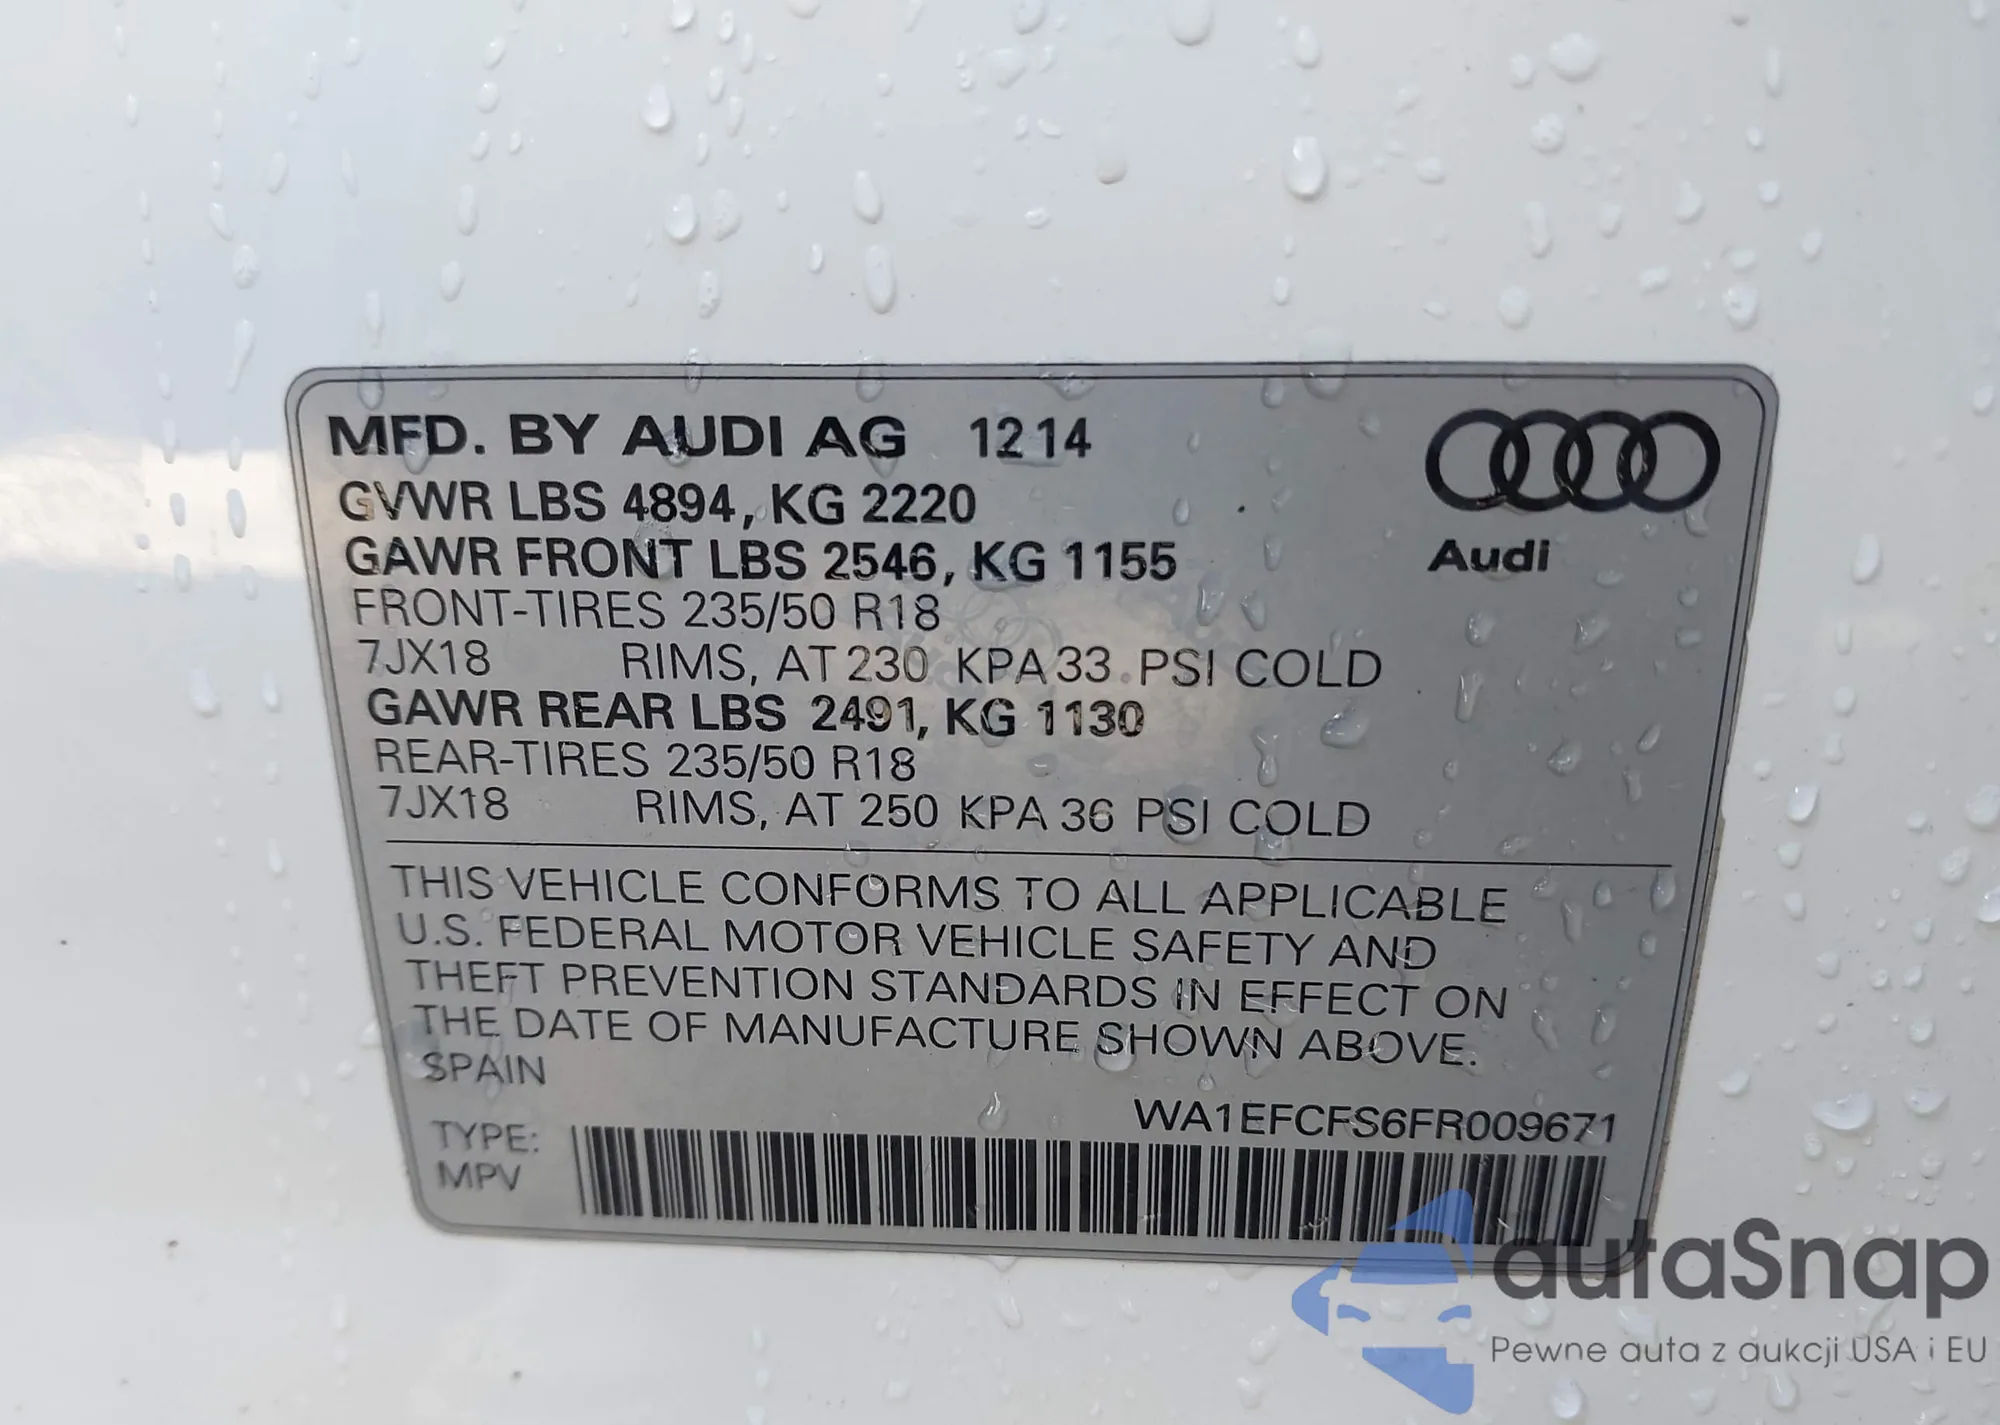 MFD. BY AUDI AG 12 14
GVWR LBS 4894, KG 2220
GAWR FRONT LBS 2546, KG 1155
FRONT-TIRES 235/50 R18
7JX18 RIMS, AT 230 KPA 33 PSI COLD
GAWR REAR LBS 2491, KG 1130
REAR-TIRES 235/50 R18
7JX18 RIMS, AT 250 KPA 36 PSI COLD
Audi
THIS VEHICLE CONFORMS TO ALL APPLICABLE
U.S. FEDERAL MOTOR VEHICLE SAFETY AND
THEFT PREVENTION STANDARDS IN EFFECT ON
THE DATE OF MANUFACTURE SHOWN ABOVE.
SPAIN
WA1EFCFS6FR009671
TYPE:
MPV
autaSnap
Pewne auta z aukcji USA i EU